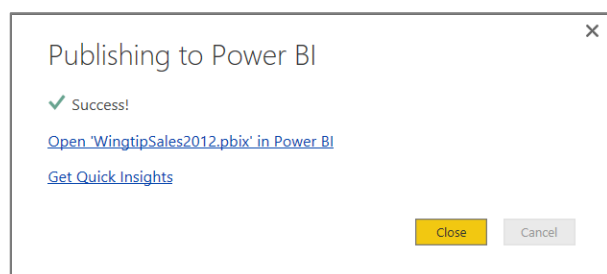 Publishing to Power BI
Success!
Open 'WingtipSales2012.pbix' in Power BI
Get Quick Insights
Close Cancel